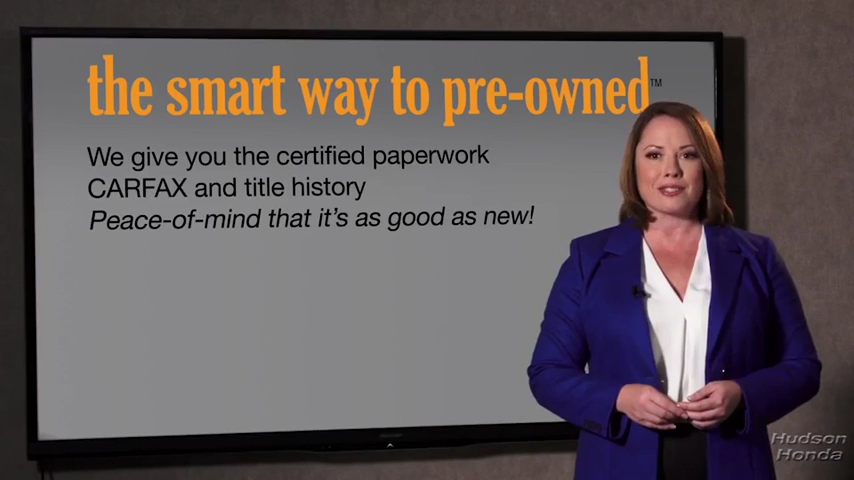 the smart way to pre-owned™
We give you the certified paperwork
CARFAX and title history
Peace-of-mind that it's as good as new!
Hudson
Honda